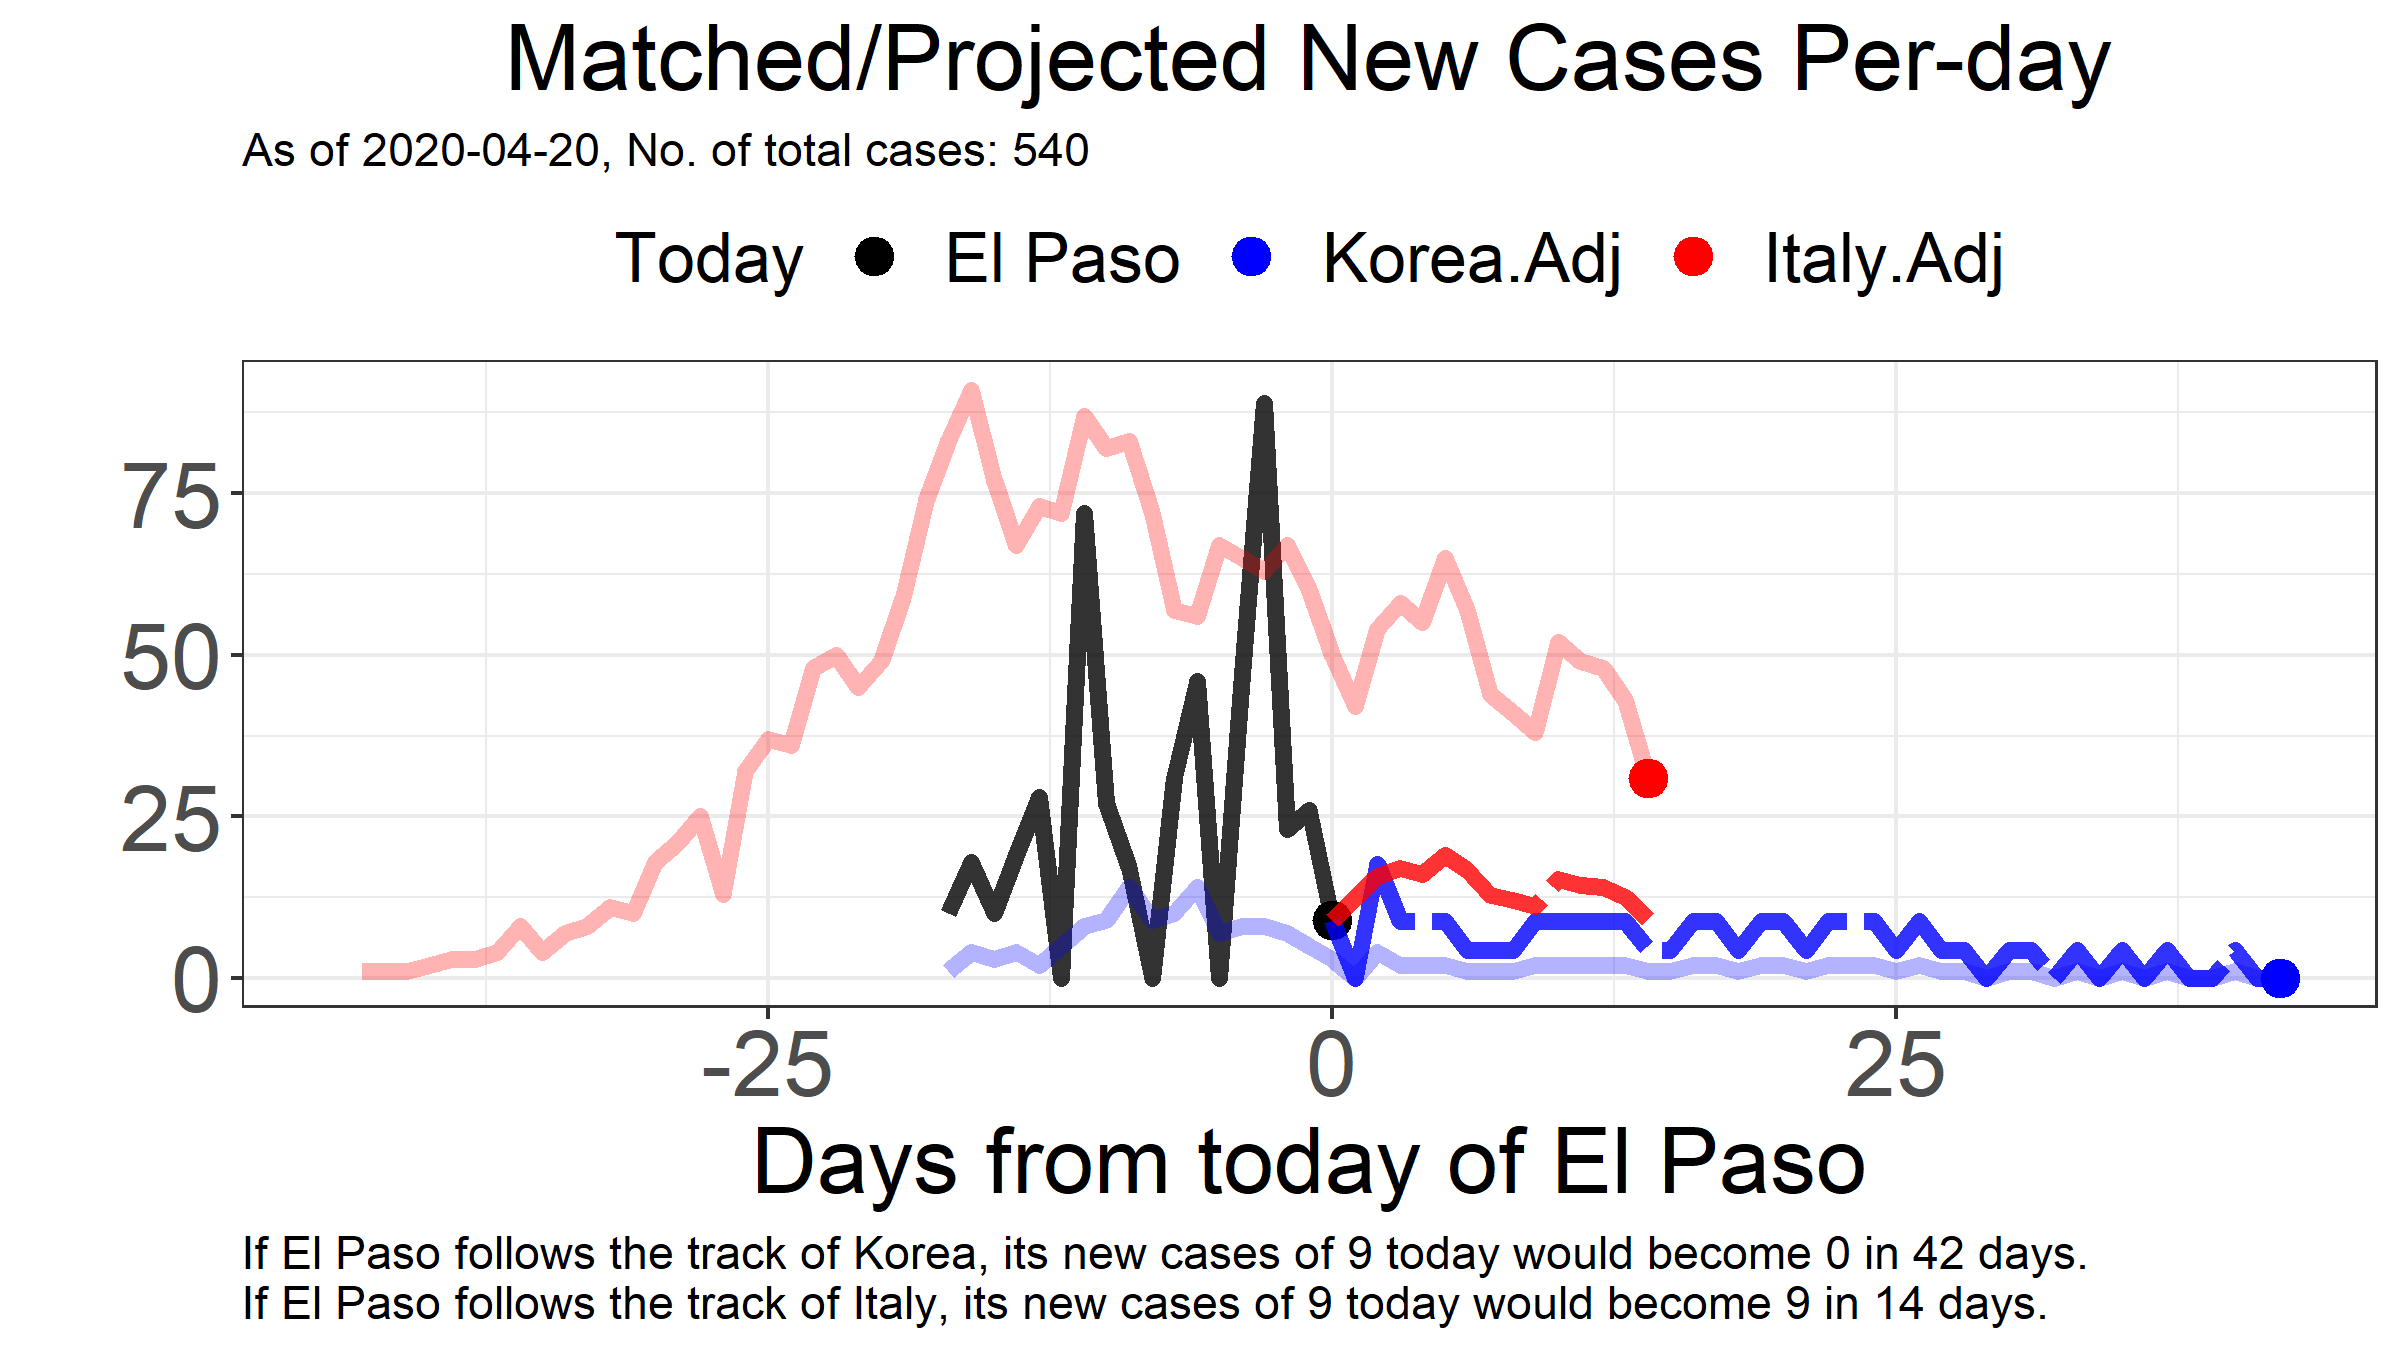 Matched/Projected New Cases Per-day
As of 2020-04-20, No. of total cases: 540
Today El Paso Korea.Adj Italy.Adj
75
50
25
0
-25 0 25
Days from today of El Paso
If El Paso follows the track of Korea, its new cases of 9 today would become 0 in 42 days.
If El Paso follows the track of Italy, its new cases of 9 today would become 9 in 14 days.